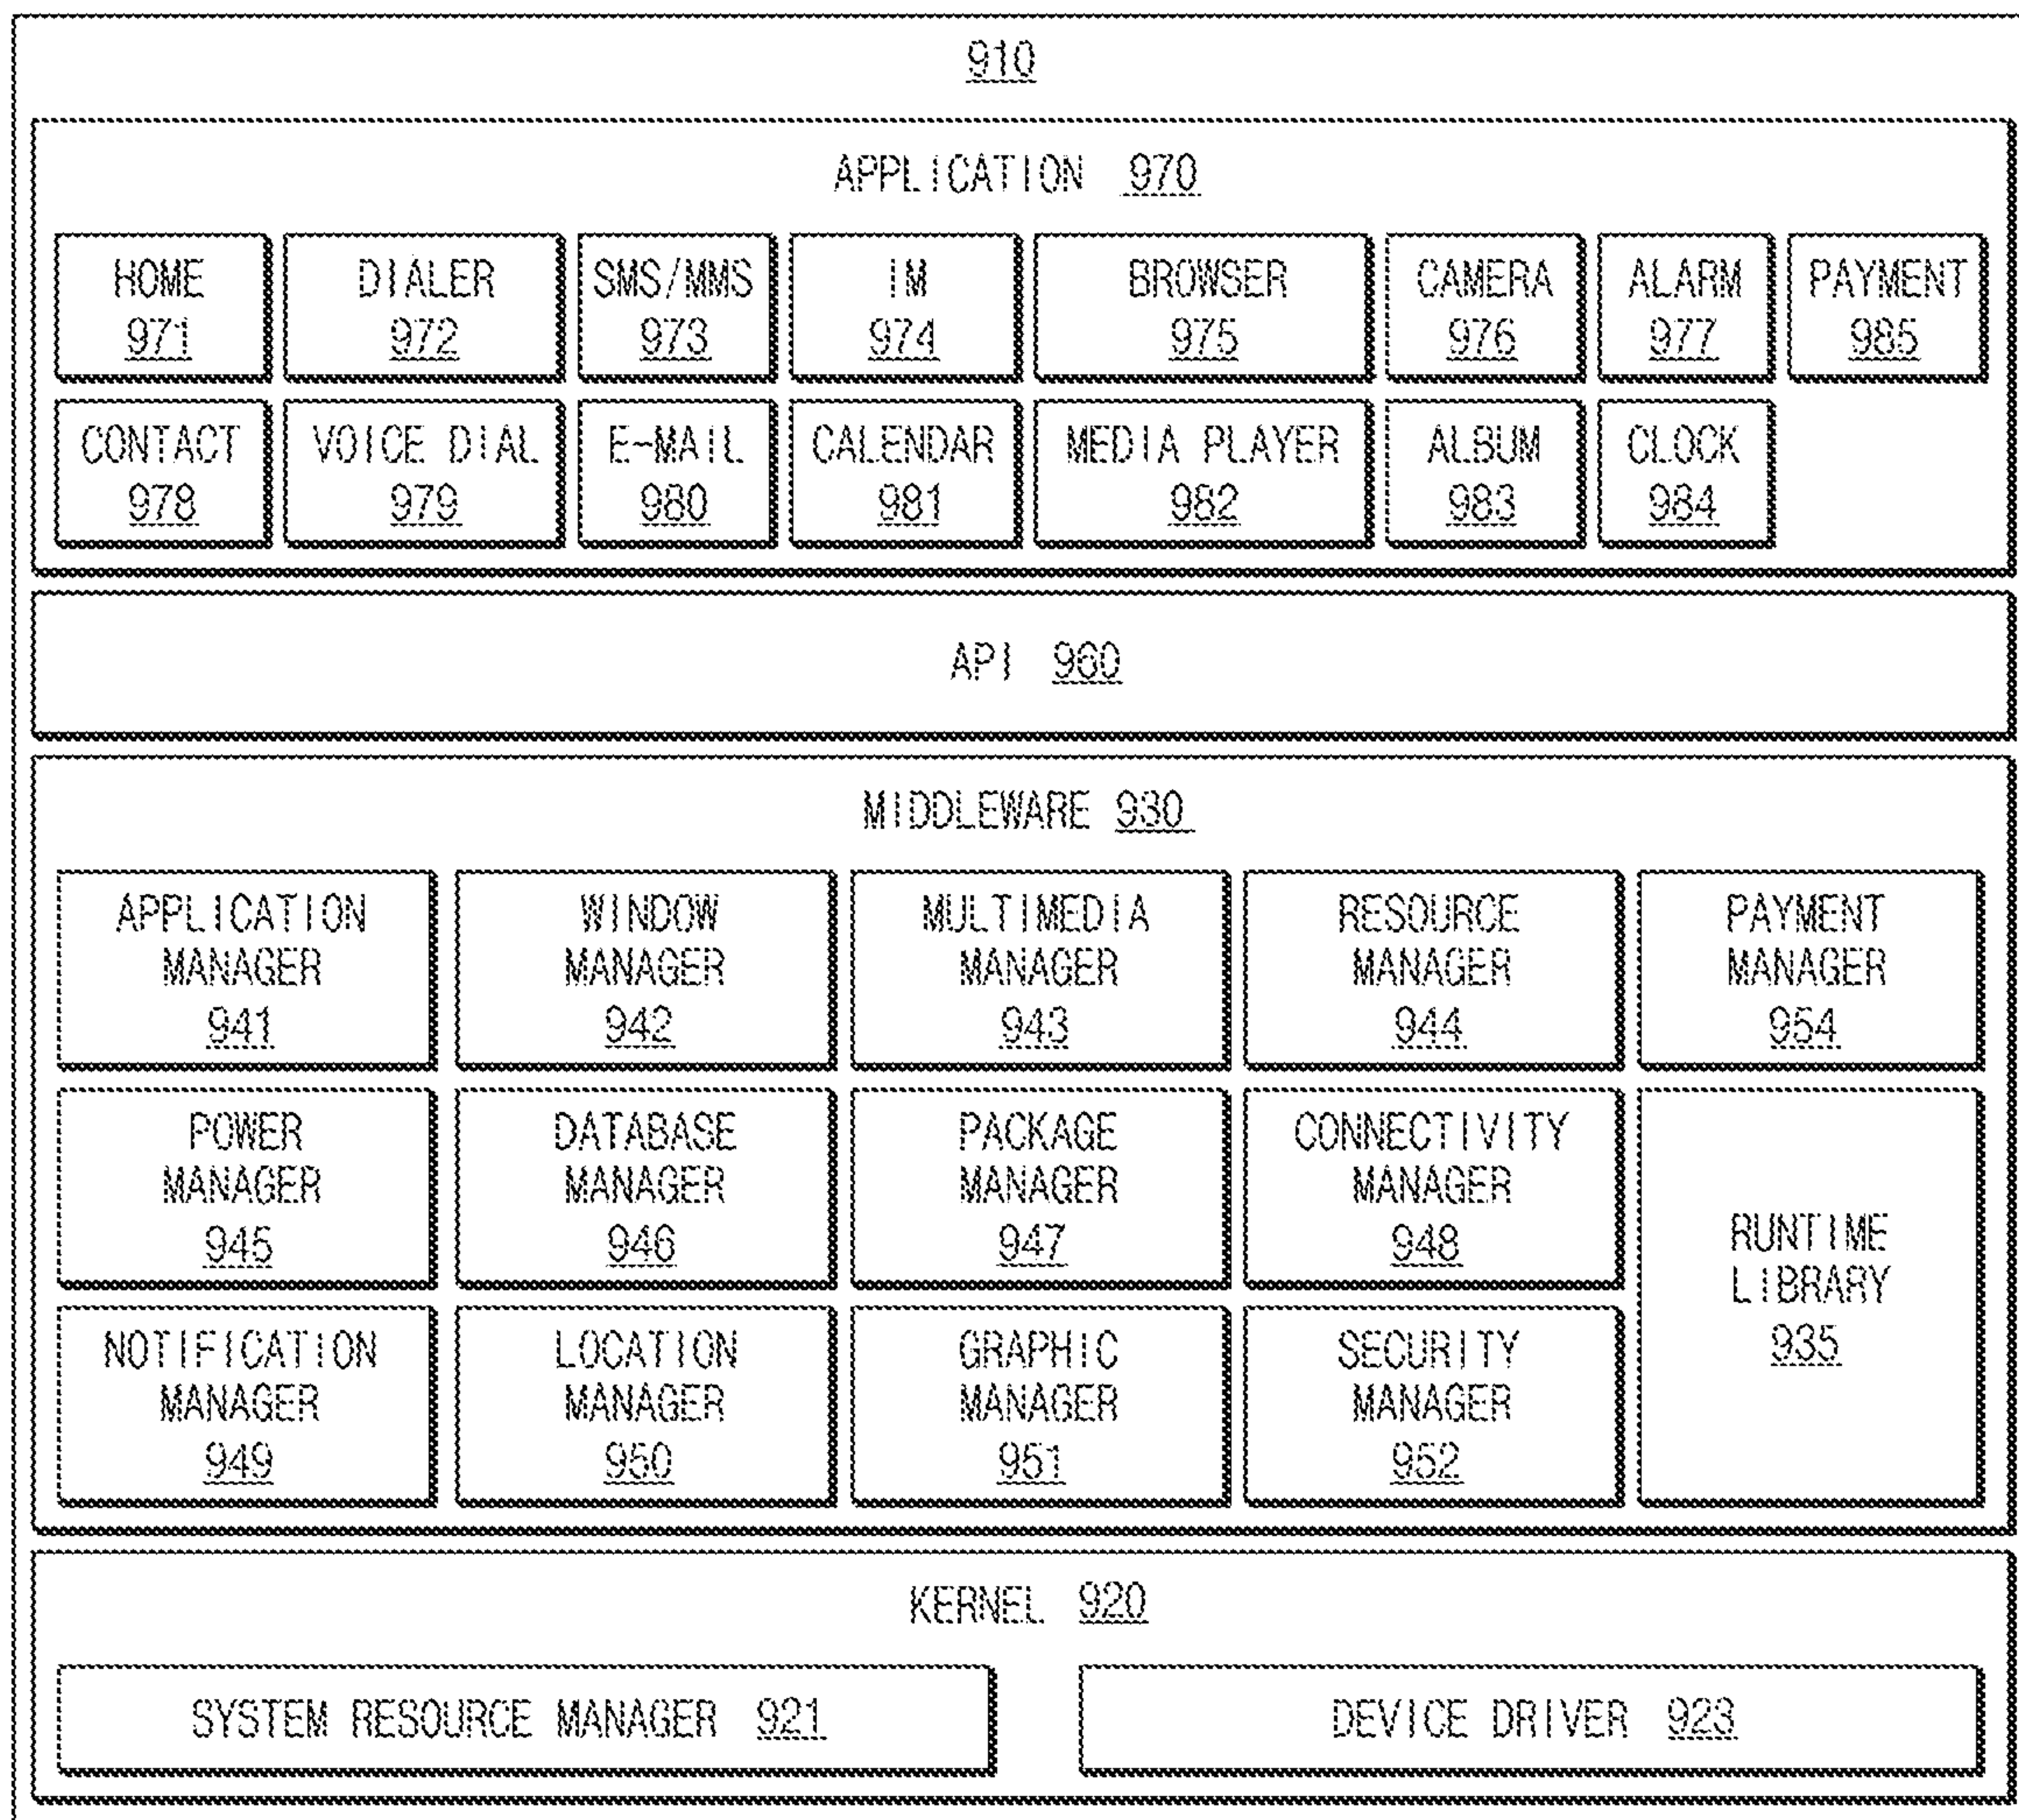 910
APPLICATION 970
HOME
971
DIALER
972
SMS/MMS
973
IM
974
BROWSER
975
CAMERA
976
ALARM
977
PAYMENT
985
CONTACT
978
VOICE DIAL
979
E-MAIL
980
CALENDAR
981
MEDIA PLAYER
982
ALBUM
983
CLOCK
984
API 960
MIDDLEWARE 930
APPLICATION
MANAGER
941
WINDOW
MANAGER
942
MULTIMEDIA
MANAGER
943
RESOURCE
MANAGER
944
PAYMENT
MANAGER
954
POWER
MANAGER
945
DATABASE
MANAGER
946
PACKAGE
MANAGER
947
CONNECTIVITY
MANAGER
948
RUNTIME
LIBRARY
935
NOTIFICATION
MANAGER
949
LOCATION
MANAGER
950
GRAPHIC
MANAGER
951
SECURITY
MANAGER
952
KERNEL 920
SYSTEM RESOURCE MANAGER 921
DEVICE DRIVER 923